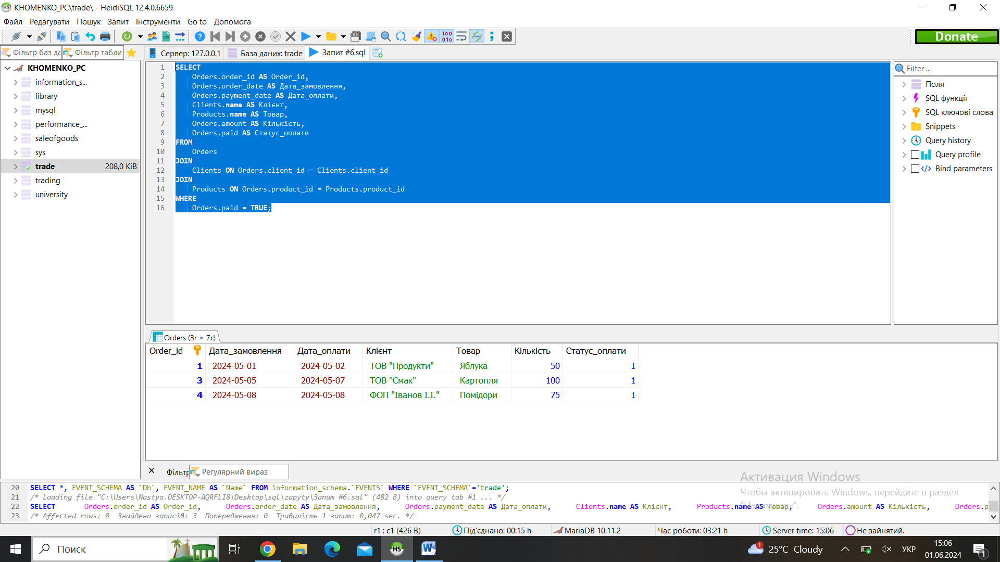 KHOMENKO_PC\trade\ - HeidiSQL 12.4.0.6659
Файл Редагувати Пошук Запит Інструменти Go to Допомога
Donate
Фільтр баз да Фільтр табли Сервер: 127.0.0.1 База даних: trade Запит #6.sql
KHOMENKO_PC
information_s...
library
mysql
performance_...
saleofgoods
sys
trade 208,0 KiB
trading
university
1 SELECT
2 Orders.order_id AS Order_id,
3 Orders.order_date AS Дата_замовлення,
4 Orders.payment_date AS Дата_оплати,
5 Clients.name AS Клієнт,
6 Products.name AS Товар,
7 Orders.amount AS Кількість,
8 Orders.paid AS Статус_оплати
9 FROM
10 Orders
11 JOIN
12 Clients ON Orders.client_id = Clients.client_id
13 JOIN
14 Products ON Orders.product_id = Products.product_id
15 WHERE
16 Orders.paid = TRUE;
Filter ...
Поля
SQL функції
SQL ключові слова
Snippets
Query history
Query profile
Bind parameters
Orders (3r × 7c)
Order_id Дата_замовлення Дата_оплати Клієнт Товар Кількість Статус_оплати
1 2024-05-01 2024-05-02 ТОВ "Продукти" Яблука 50 1
3 2024-05-05 2024-05-07 ТОВ "Смак" Картопля 100 1
4 2024-05-08 2024-05-08 ФОП "Іванов І.І." Помідори 75 1
Фільтр Регулярний вираз
Активация Windows
Чтобы активировать Windows, перейдите в раздел
"Параметры".
20 SELECT *, EVENT_SCHEMA AS `Db`, EVENT_NAME AS `Name` FROM information_schema.`EVENTS` WHERE `EVENT_SCHEMA`='trade';
21 /* Loading file "C:\Users\Nastya.DESKTOP-AQRFLI8\Desktop\sql\zapyty\Запит #6.sql" (482 B) into query tab #1 ... */
22 SELECT Orders.order_id AS Order_id, Orders.order_date AS Дата_замовлення, Orders.payment_date AS Дата_оплати, Clients.name AS Клієнт, Products.name AS Товар, Orders.amount AS Кількість, Orders.p
23 /* Affected rows: 0 Знайдено записів: 3 Попередження: 0 Тривалість 1 запит: 0,047 sec. */
r1 : c1 (426 B) Під'єднано: 00:15 h MariaDB 10.11.2 Час роботи: 03:21 h Server time: 15:06 Не зайнятий.
Поиск 25°C Cloudy УКР 15:06
01.06.2024
1